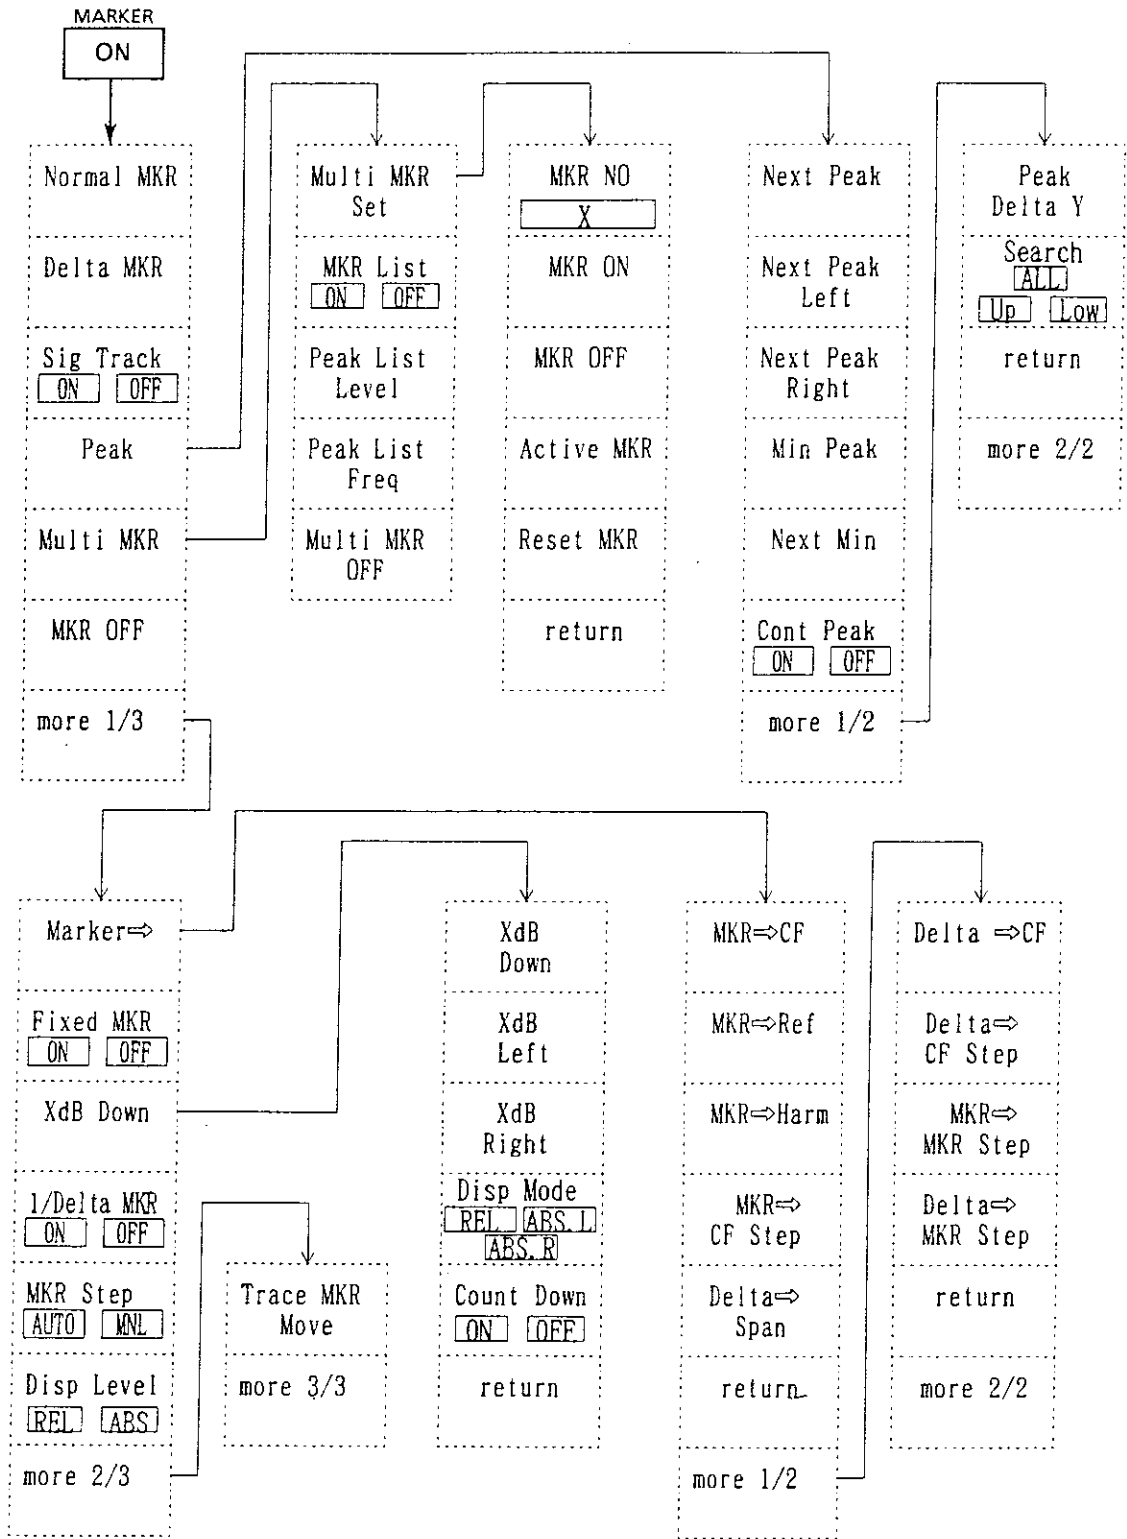 MARKER
ON
Normal MKR
Delta MKR
Sig Track
ON OFF
Peak
Multi MKR
MKR OFF
more 1/3
Multi MKR
Set
MKR List
ON OFF
Peak List
Level
Peak List
Freq
Multi MKR
OFF
MKR NO
X
MKR ON
MKR OFF
Active MKR
Reset MKR
return
Next Peak
Next Peak
Left
Next Peak
Right
Min Peak
Next Min
Cont Peak
ON OFF
more 1/2
Peak
Delta Y
Search
ALL
Up Low
return
more 2/2
Marker⇨
Fixed MKR
ON OFF
XdB Down
1/Delta MKR
ON OFF
MKR Step
AUTO MNL
Disp Level
REL ABS
more 2/3
Trace MKR
Move
more 3/3
XdB
Down
XdB
Left
XdB
Right
Disp Mode
REL ABS.L
ABS.R
Count Down
ON OFF
return
MKR⇨CF
MKR⇨Ref
MKR⇨Harm
MKR⇨
CF Step
Delta⇨
Span
return
more 1/2
Delta ⇨CF
Delta⇨
CF Step
MKR⇨
MKR Step
Delta⇨
MKR Step
return
more 2/2